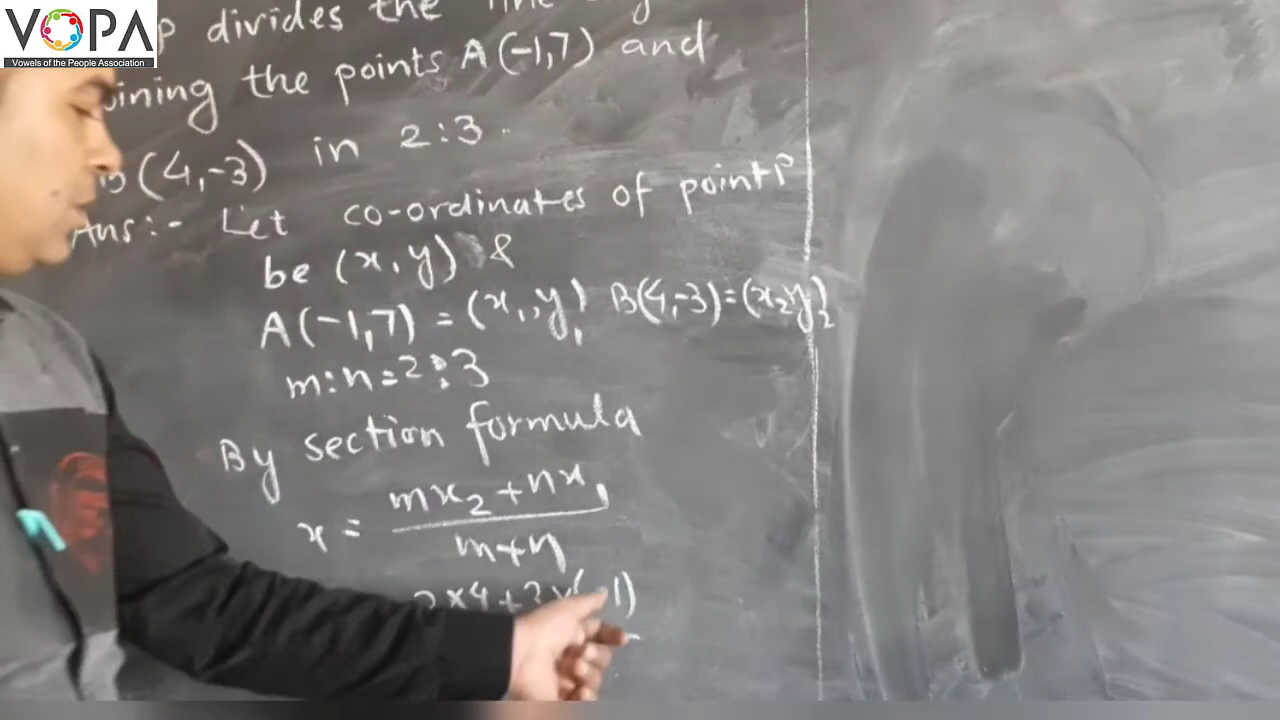 VOPA
Vowels of the People Association
P divides the line
joining the points A(-1,7) and
B(4,-3) in 2:3.
Ans:- Let co-ordinates of point P
be (x,y) &
A(-1,7) = (x₁,y₁) B(4,-3)=(x₂y₂)
m:n=2:3
By section formula
x = mx₂+nx₁
m+n
2×4+3×(-1)